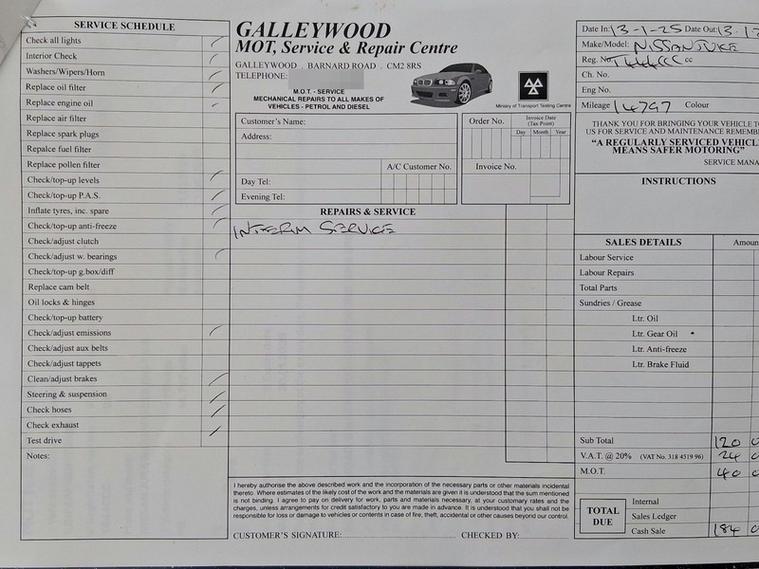 SERVICE SCHEDULE
Check all lights
Interior Check
Washers/Wipers/Horn
Replace oil filter
Replace engine oil
Replace air filter
Replace spark plugs
Repalce fuel filter
Replace pollen filter
Check/top-up levels
Check/top-up P.A.S.
Inflate tyres, inc. spare
Check/top-up anti-freeze
Check/adjust clutch
Check/adjust w. bearings
Check/top-up g.box/diff
Replace cam belt
Oil locks & hinges
Check/top-up battery
Check/adjust emissions
Check/adjust aux belts
Check/adjust tappets
Clean/adjust brakes
Steering & suspension
Check hoses
Check exhaust
Test drive
Notes:
GALLEYWOOD
MOT, Service & Repair Centre
GALLEYWOOD . BARNARD ROAD . CM2 8RS
TELEPHONE:
M.O.T. - SERVICE
MECHANICAL REPAIRS TO ALL MAKES OF
VEHICLES - PETROL AND DIESEL
Ministry of Transport Testing Centre
Customer's Name:
Address:
A/C Customer No.
Day Tel:
Evening Tel:
Order No.
Invoice Date
(Tax Point)
Day Month Year
Invoice No.
REPAIRS & SERVICE
INTERIM SERVICE
I hereby authorise the above described work and the incorporation of the necessary parts or other materials incidental
thereto. Where estimates of the likely cost of the work and the materials are given it is understood that the sum mentioned
is not binding. I agree to pay on delivery for work, parts and materials necessary, at your customary rates and the
charges, unless arrangements for credit satisfactory to you are made in advance. It is understood that you shall not be
responsible for loss or damage to vehicles or contents in case of fire, theft, accidental or other causes beyond our control.
CUSTOMER'S SIGNATURE: CHECKED BY:
Date In: 13-1-25 Date Out: 13.1
Make/Model: NISSAN JUKE
Reg. No. cc
Ch. No.
Eng No.
Mileage 14797 Colour
THANK YOU FOR BRINGING YOUR VEHICLE TO
US FOR SERVICE AND MAINTENANCE REMEMB
"A REGULARLY SERVICED VEHICL
MEANS SAFER MOTORING"
SERVICE MANA
INSTRUCTIONS
SALES DETAILS Amoun
Labour Service
Labour Repairs
Total Parts
Sundries / Grease
Ltr. Oil
Ltr. Gear Oil
Ltr. Anti-freeze
Ltr. Brake Fluid
Sub Total 120 0
V.A.T. @ 20% (VAT No. 318 4519 96) 24 0
M.O.T. 40 0
TOTAL DUE
Internal
Sales Ledger
Cash Sale 184 0